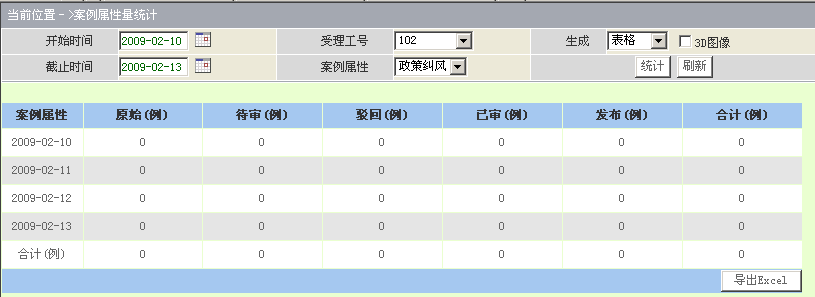 当前位置－>案例属性量统计
开始时间 2009-02-10 受理工号 102 生成 表格 3D图像
截止时间 2009-02-13 案例属性 政策纠风 统计 刷新
案例属性 原始(例) 待审(例) 驳回(例) 已审(例) 发布(例) 合计(例)
2009-02-10 0 0 0 0 0 0
2009-02-11 0 0 0 0 0 0
2009-02-12 0 0 0 0 0 0
2009-02-13 0 0 0 0 0 0
合计(例) 0 0 0 0 0 0
导出Excel